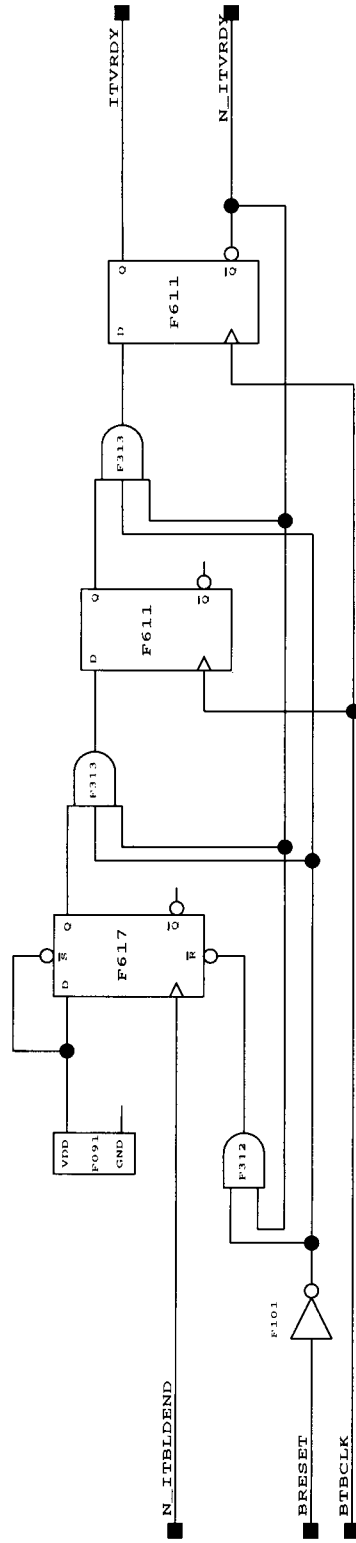 N_ITBLDEND
BRESET
BTBCLK
F101
VDD
F091
GND
F312
D
S
Q
F617
R
Q
F313
D
Q
F611
Q
F313
D
Q
F611
Q
ITVRDY
N_ITVRDY